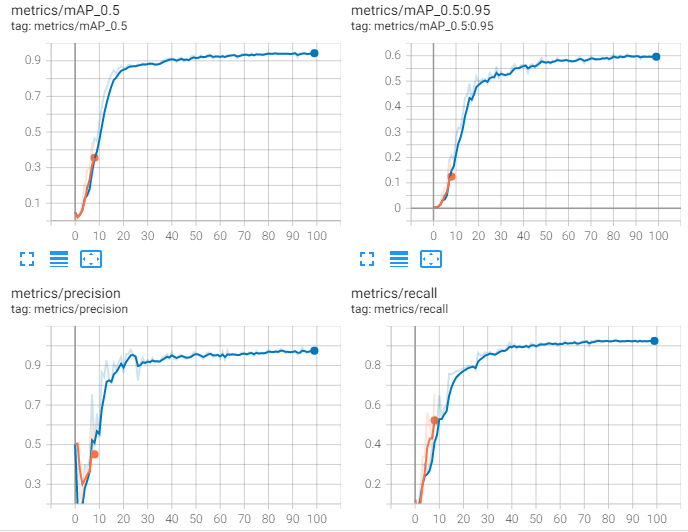 metrics/mAP_0.5
tag: metrics/mAP_0.5
0.9
0.7
0.5
0.3
0.1
0 10 20 30 40 50 60 70 80 90 100
metrics/mAP_0.5:0.95
tag: metrics/mAP_0.5:0.95
0.6
0.5
0.4
0.3
0.2
0.1
0
0 10 20 30 40 50 60 70 80 90 100
metrics/precision
tag: metrics/precision
0.9
0.7
0.5
0.3
0 10 20 30 40 50 60 70 80 90 100
metrics/recall
tag: metrics/recall
0.8
0.6
0.4
0.2
0 10 20 30 40 50 60 70 80 90 100